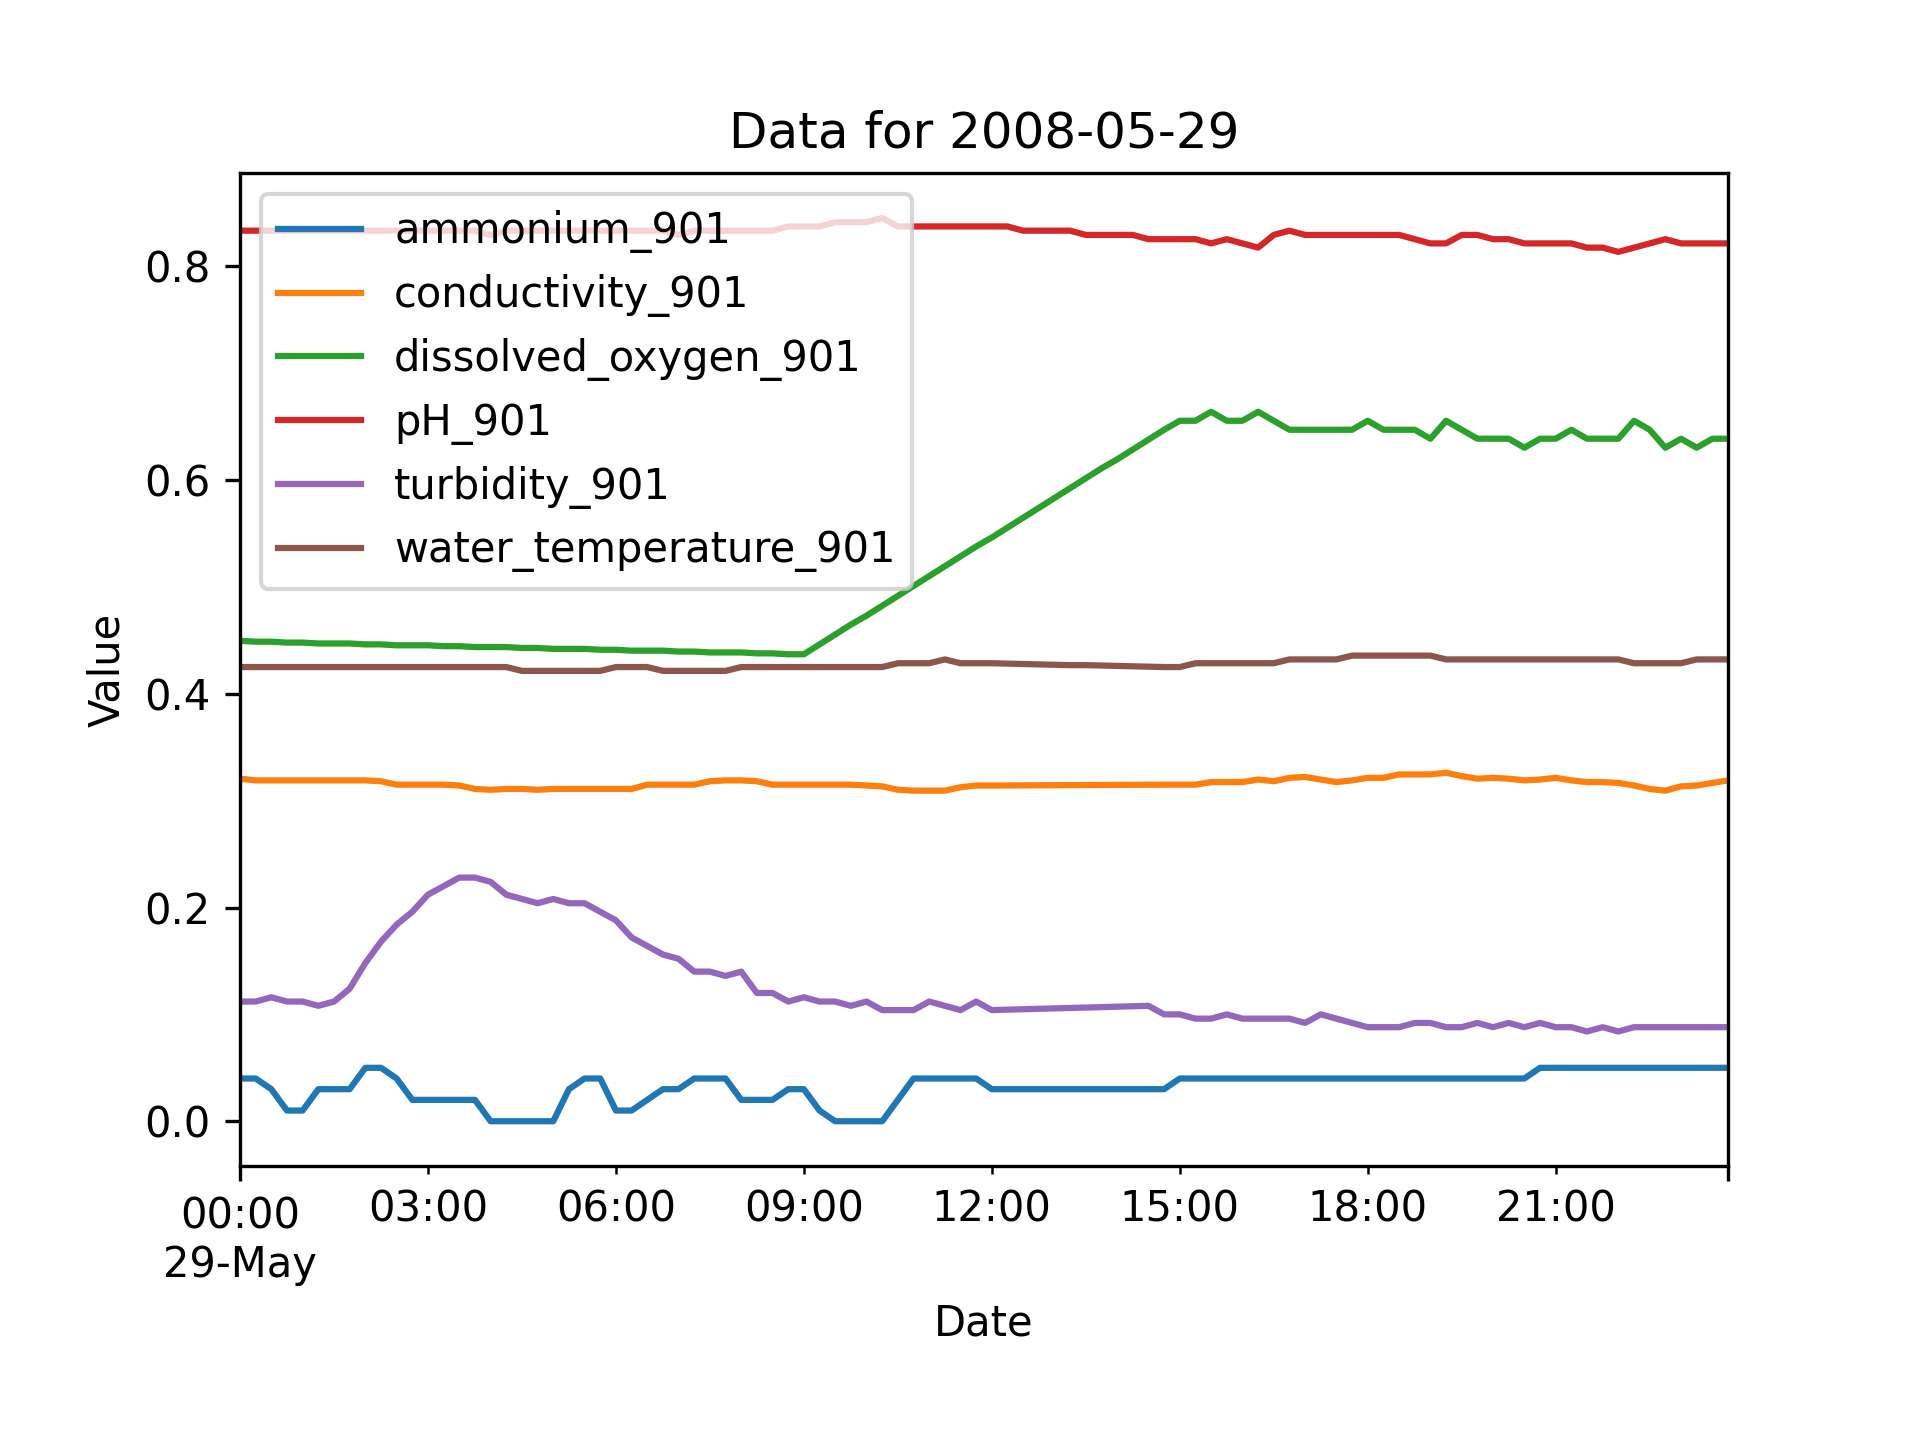 Data for 2008-05-29
ammonium_901
conductivity_901
dissolved_oxygen_901
pH_901
turbidity_901
water_temperature_901
Value
0.8
0.6
0.4
0.2
0.0
00:00 03:00 06:00 09:00 12:00 15:00 18:00 21:00
29-May
Date